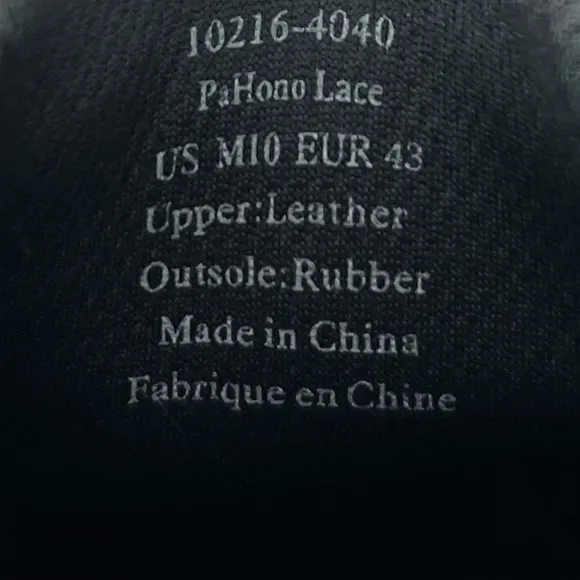 10216-4040
PaHono Lace
US M10 EUR 43
Upper:Leather
Outsole:Rubber
Made in China
Fabrique en Chine